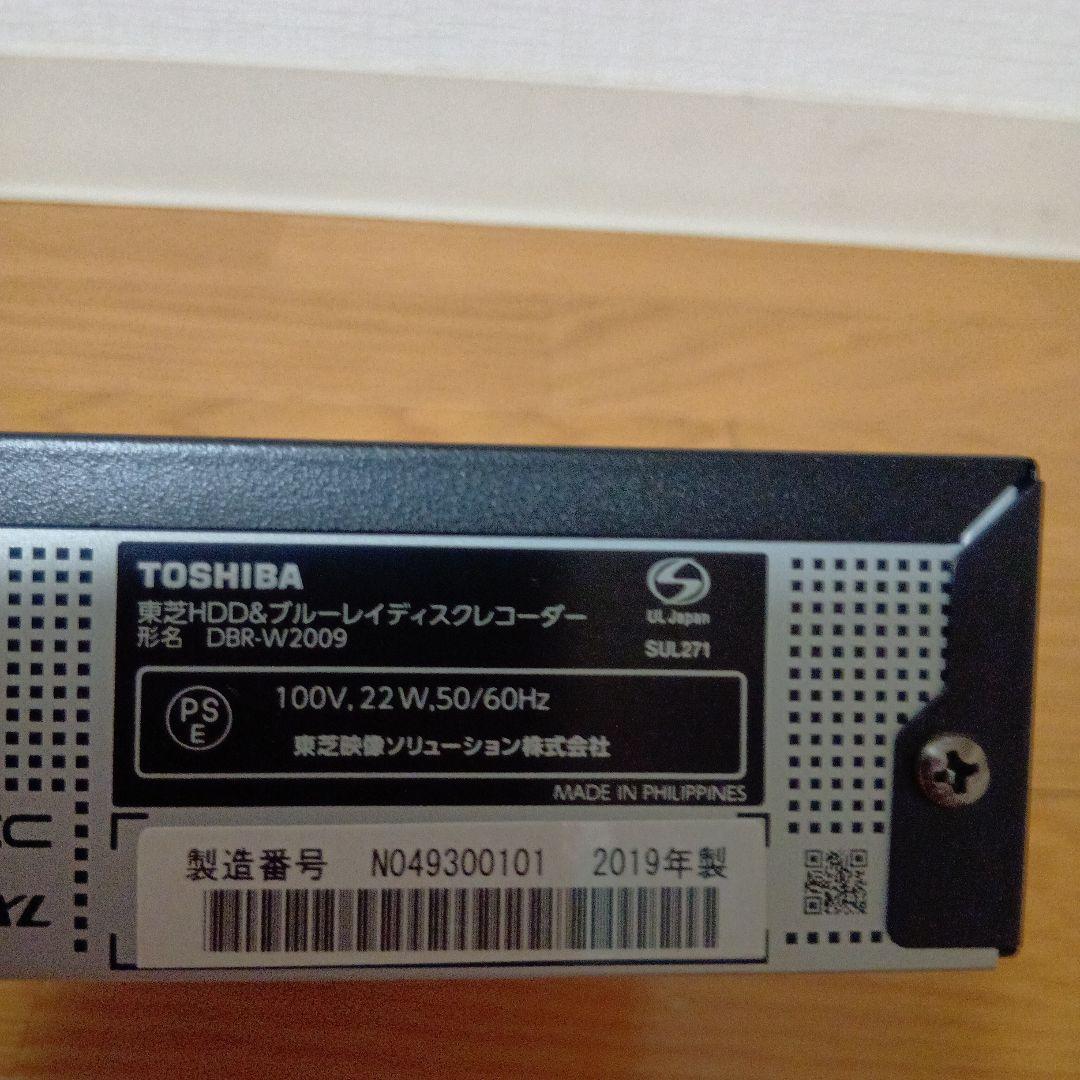 TOSHIBA
東芝HDD&ブルーレイディスクレコーダー
形名 DBR-W2009
UL Japan
SUL271
PS
E
100V, 22W, 50/60Hz
東芝映像ソリューション株式会社
MADE IN PHILIPPINES
製造番号 N049300101 2019年製
XL